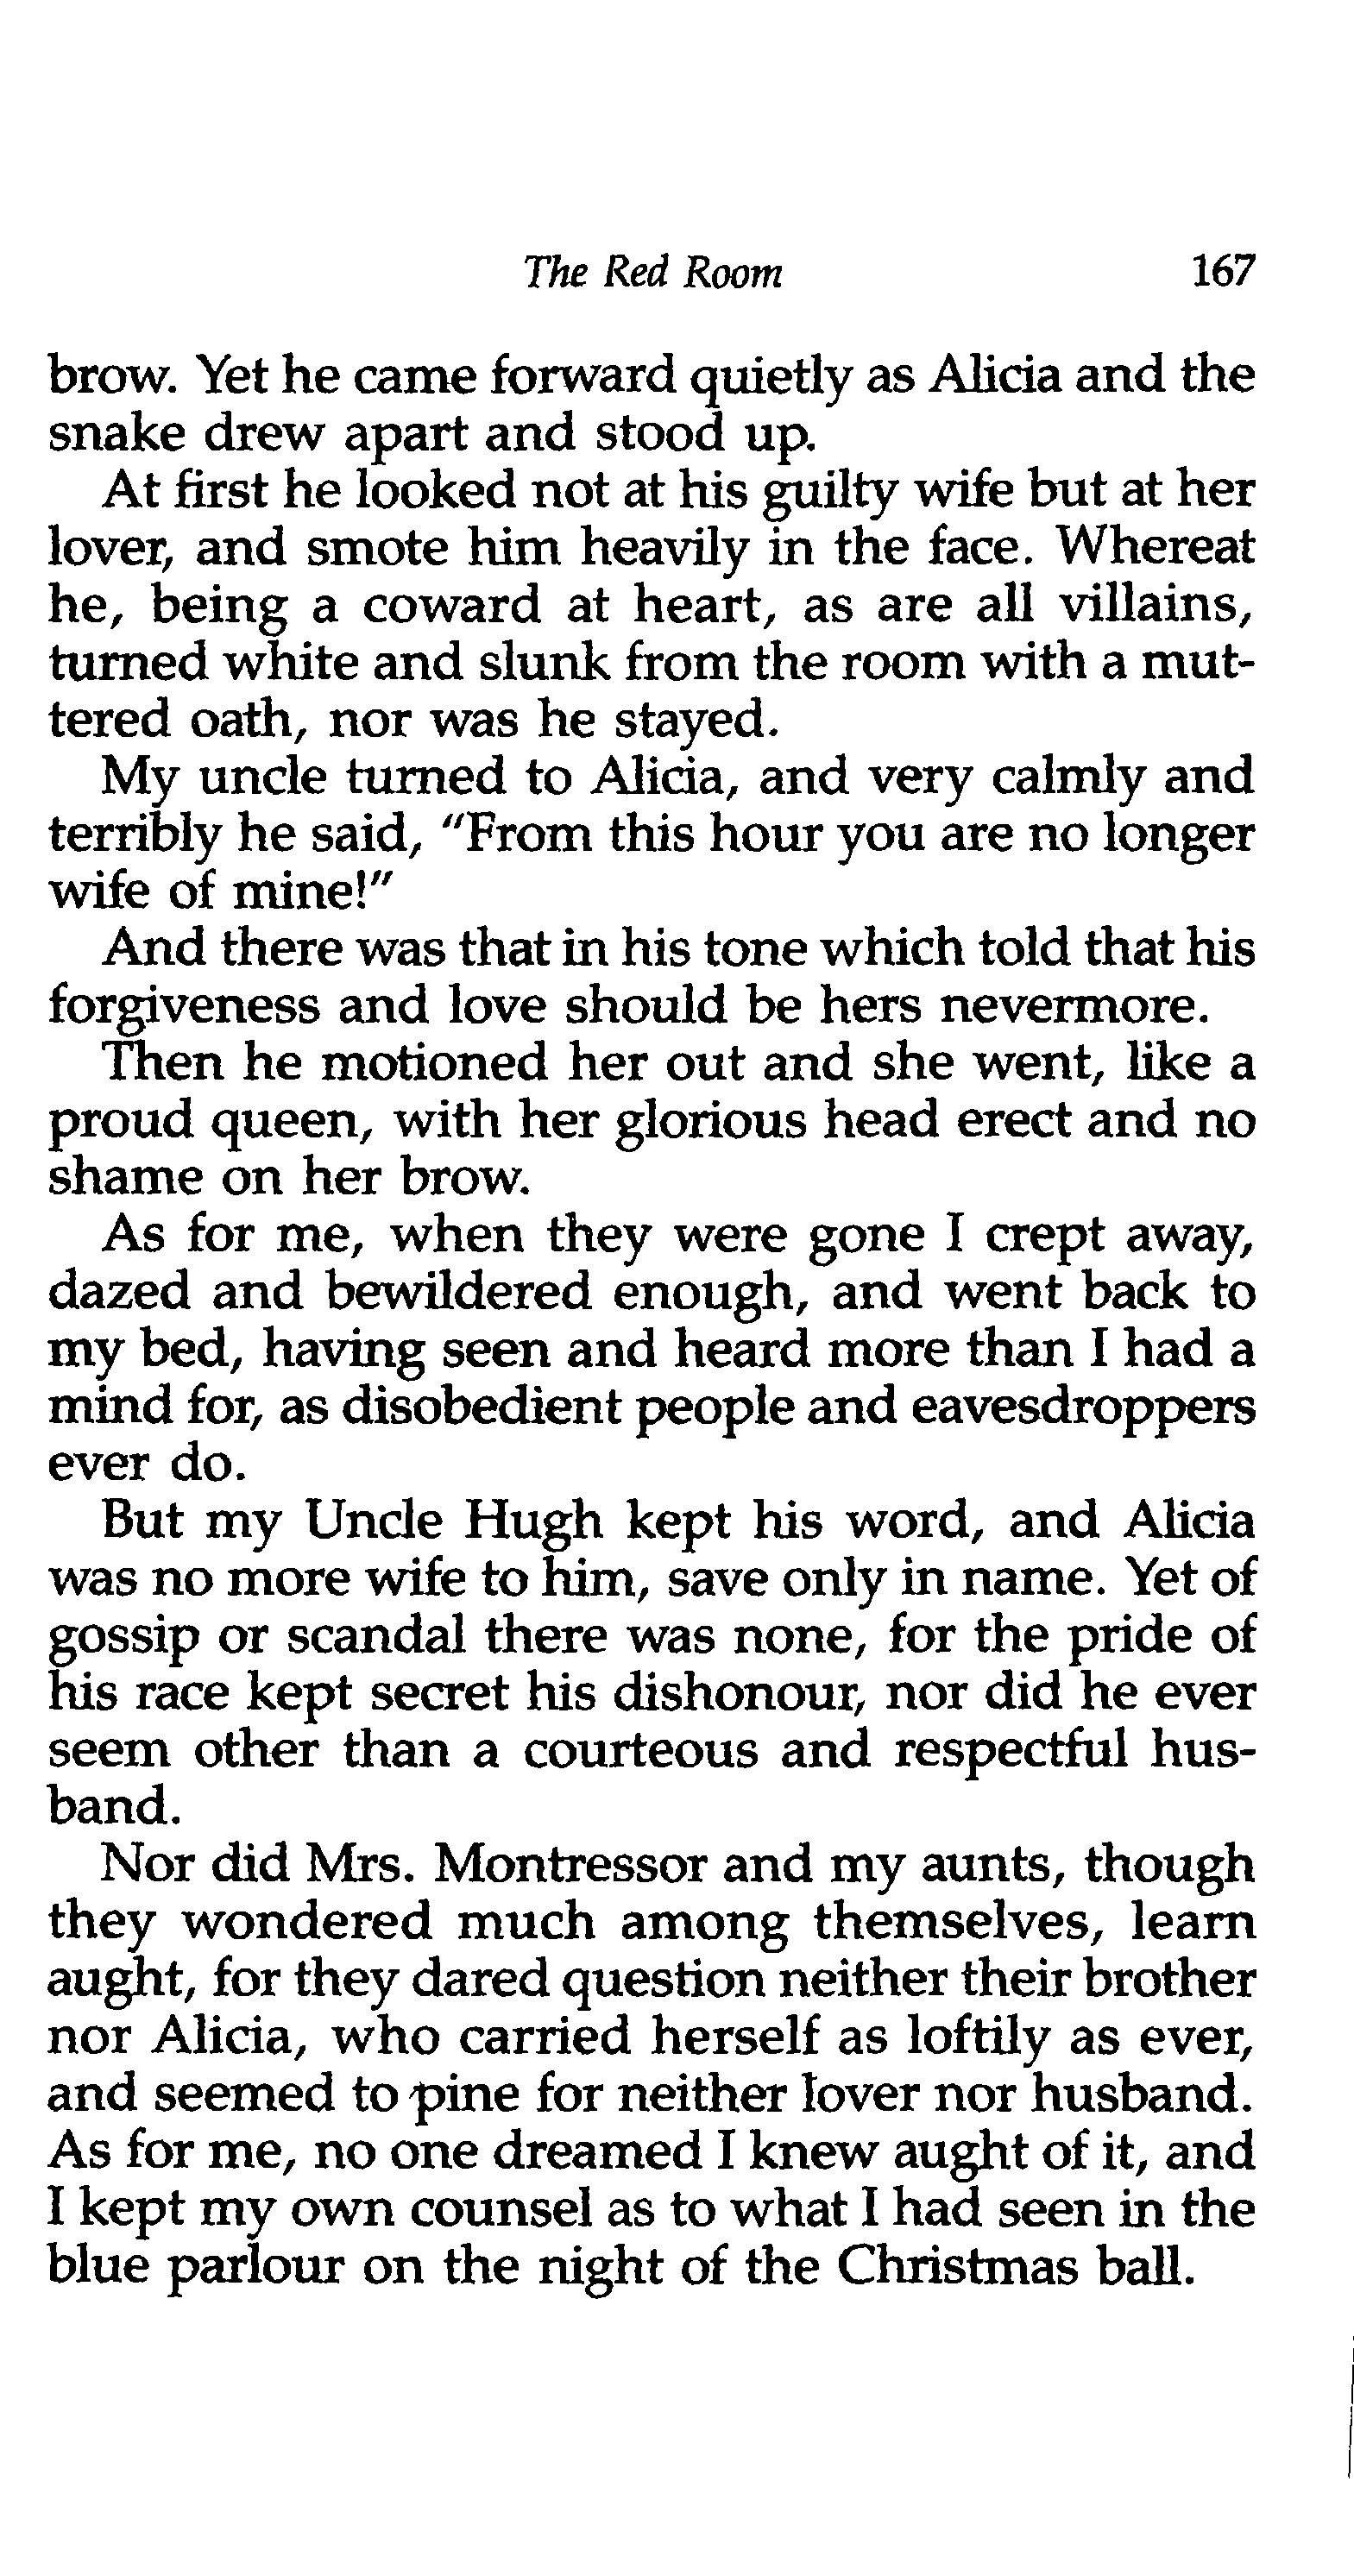 The Red Room 167
brow. Yet he came forward quietly as Alicia and the
snake drew apart and stood up.
At first he looked not at his guilty wife but at her
lover, and smote him heavily in the face. Whereat
he, being a coward at heart, as are all villains,
turned white and slunk from the room with a mut-
tered oath, nor was he stayed.
My uncle turned to Alicia, and very calmly and
terribly he said, "From this hour you are no longer
wife of mine!"
And there was that in his tone which told that his
forgiveness and love should be hers nevermore.
Then he motioned her out and she went, like a
proud queen, with her glorious head erect and no
shame on her brow.
As for me, when they were gone I crept away,
dazed and bewildered enough, and went back to
my bed, having seen and heard more than I had a
mind for, as disobedient people and eavesdroppers
ever do.
But my Uncle Hugh kept his word, and Alicia
was no more wife to him, save only in name. Yet of
gossip or scandal there was none, for the pride of
his race kept secret his dishonour, nor did he ever
seem other than a courteous and respectful hus-
band.
Nor did Mrs. Montressor and my aunts, though
they wondered much among themselves, learn
aught, for they dared question neither their brother
nor Alicia, who carried herself as loftily as ever,
and seemed to pine for neither lover nor husband.
As for me, no one dreamed I knew aught of it, and
I kept my own counsel as to what I had seen in the
blue parlour on the night of the Christmas ball.